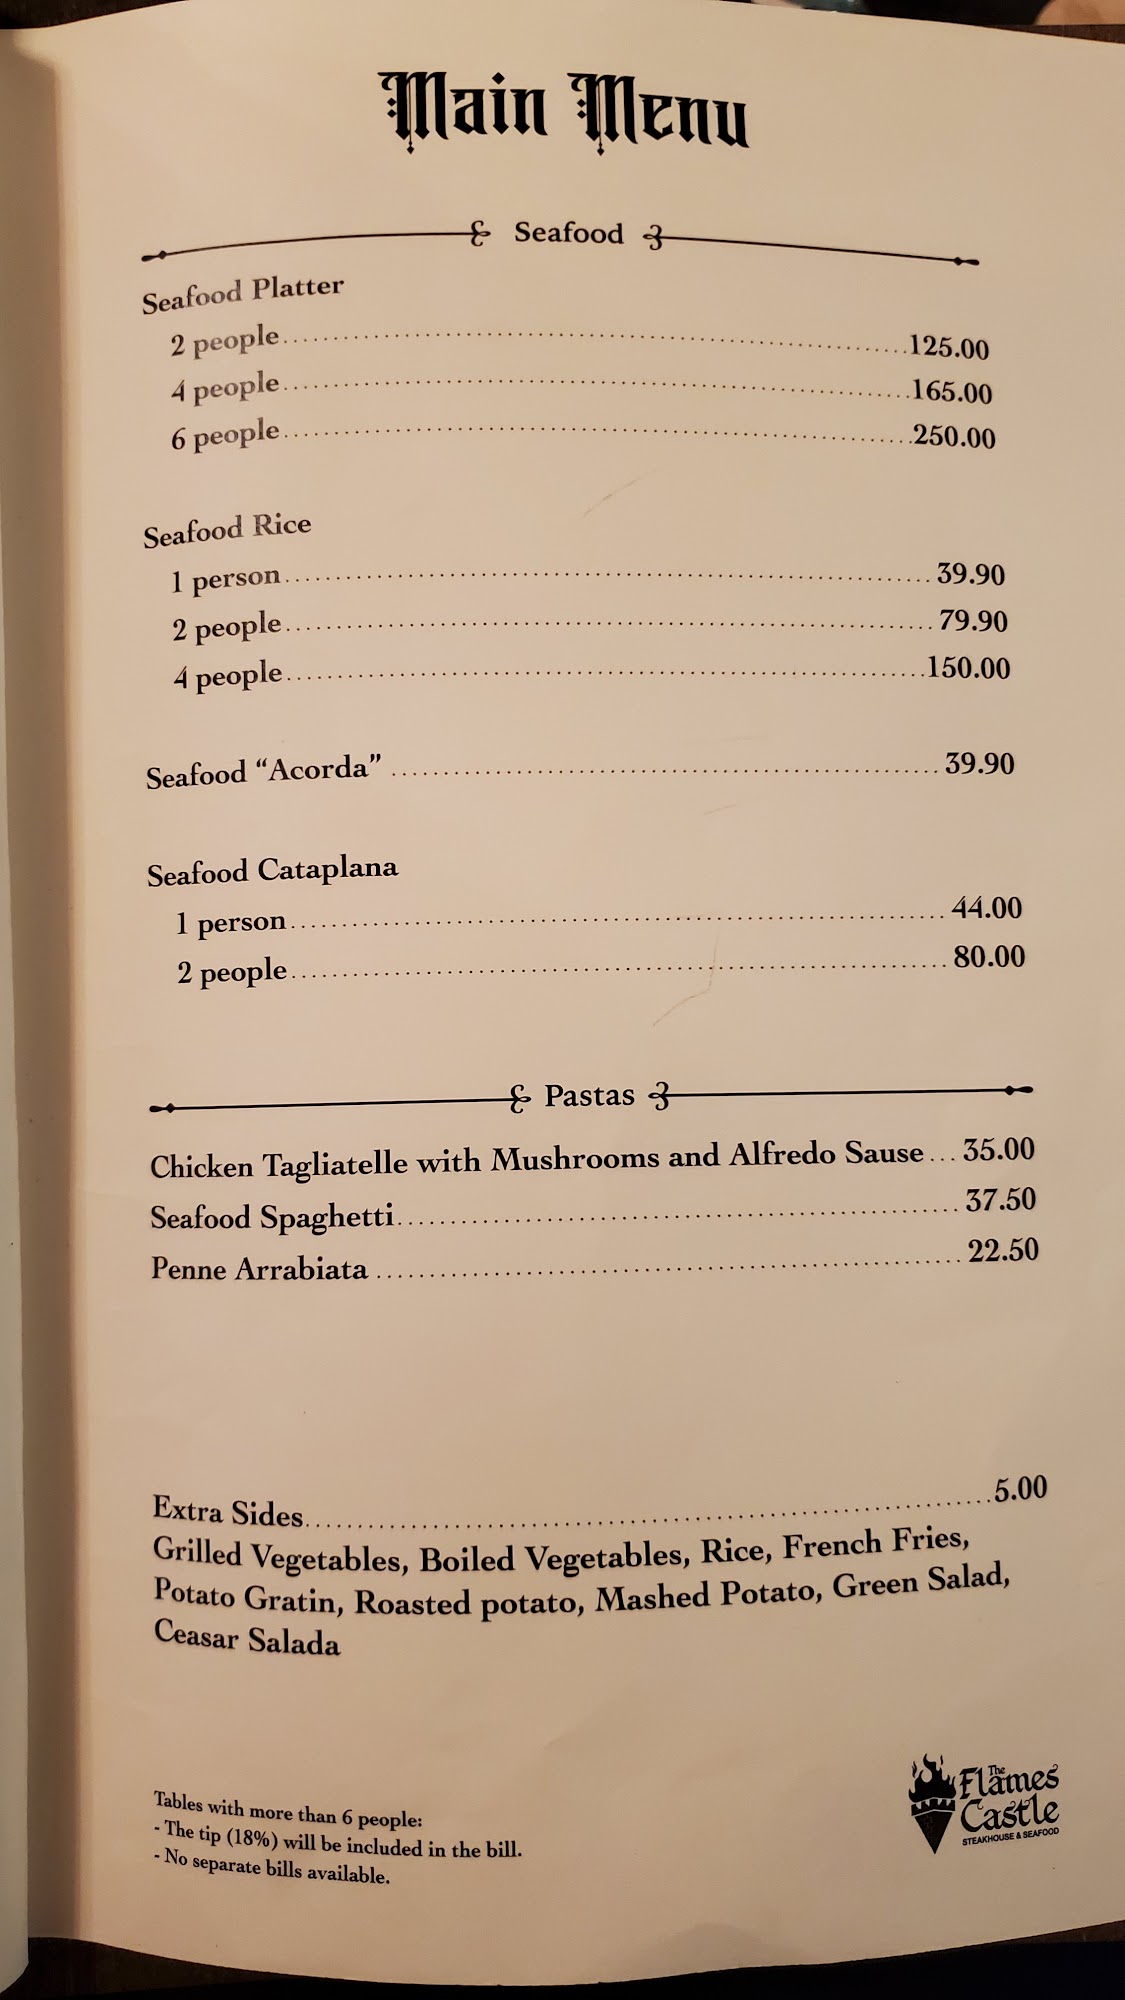 Main Menu
Seafood
Seafood Platter
2 people 125.00
4 people 165.00
6 people 250.00
Seafood Rice
1 person 39.90
2 people 79.90
4 people 150.00
Seafood “Acorda” 39.90
Seafood Cataplana
1 person 44.00
2 people 80.00
Pastas
Chicken Tagliatelle with Mushrooms and Alfredo Sause 35.00
Seafood Spaghetti 37.50
Penne Arrabiata 22.50
Extra Sides 5.00
Grilled Vegetables, Boiled Vegetables, Rice, French Fries,
Potato Gratin, Roasted potato, Mashed Potato, Green Salad,
Ceasar Salada
Tables with more than 6 people:
- The tip (18%) will be included in the bill.
- No separate bills available.
The
Flames
Castle
STEAKHOUSE & SEAFOOD